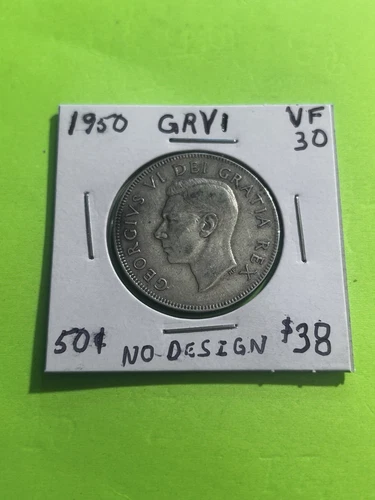 1950 GRVI VF
30
GEORGIVS VI DEI GRATIA REX
50¢ NO DESIGN $38